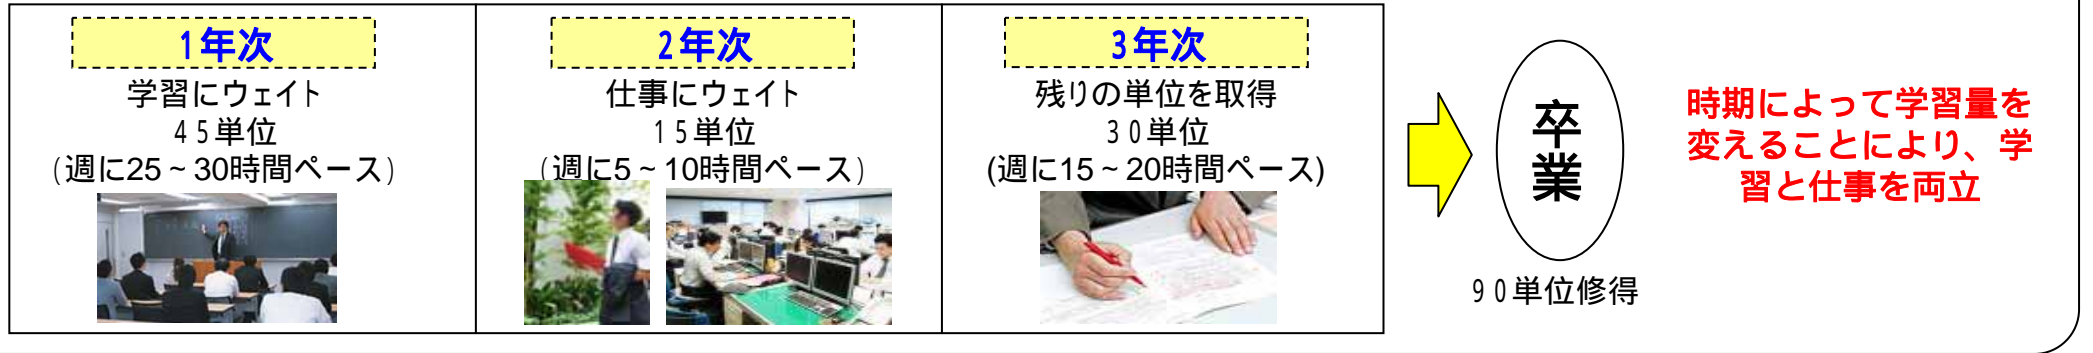 1年次
学習にウェイト
45単位
(週に25~30時間ペース)
2年次
仕事にウェイト
15単位
(週に5~10時間ペース)
3年次
残りの単位を取得
30単位
(週に15~20時間ペース)
卒業
90単位修得
時期によって学習量を
変えることにより、学
習と仕事を両立